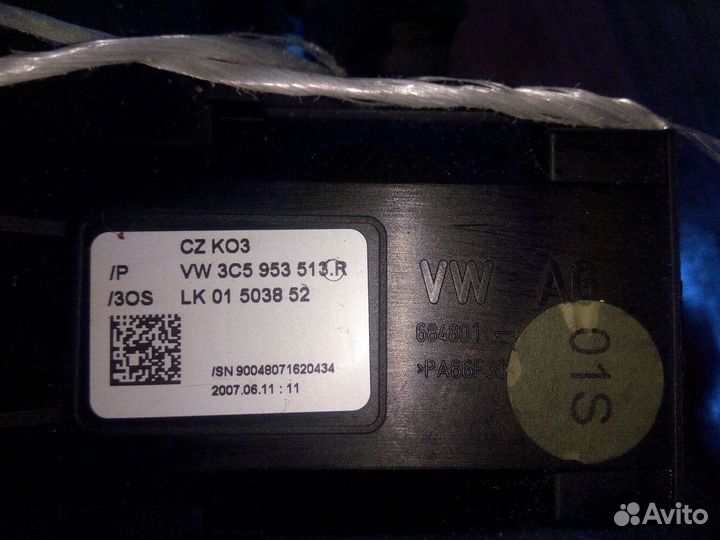 CZ KO3
/P VW 3C5 953 513.R
/3OS LK 01 5038 52
/SN 90048071620434
2007.06.11 : 11
VW A6
684801
>PA66F30
01S
Avito